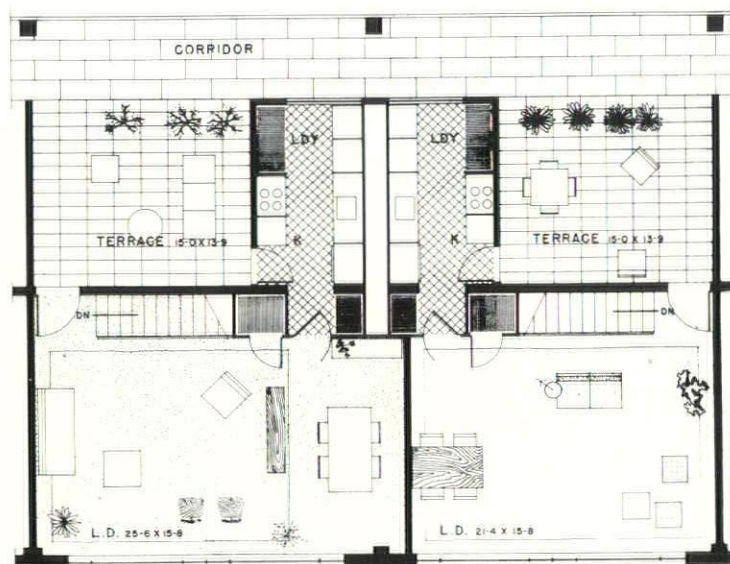 CORRIDOR
LDY
LDY
K
K
TERRACE 15-0 X 13-9
TERRACE 15-0 X 13-9
DN
DN
L.D. 25-6 X 15-8
L.D. 21-4 X 15-8